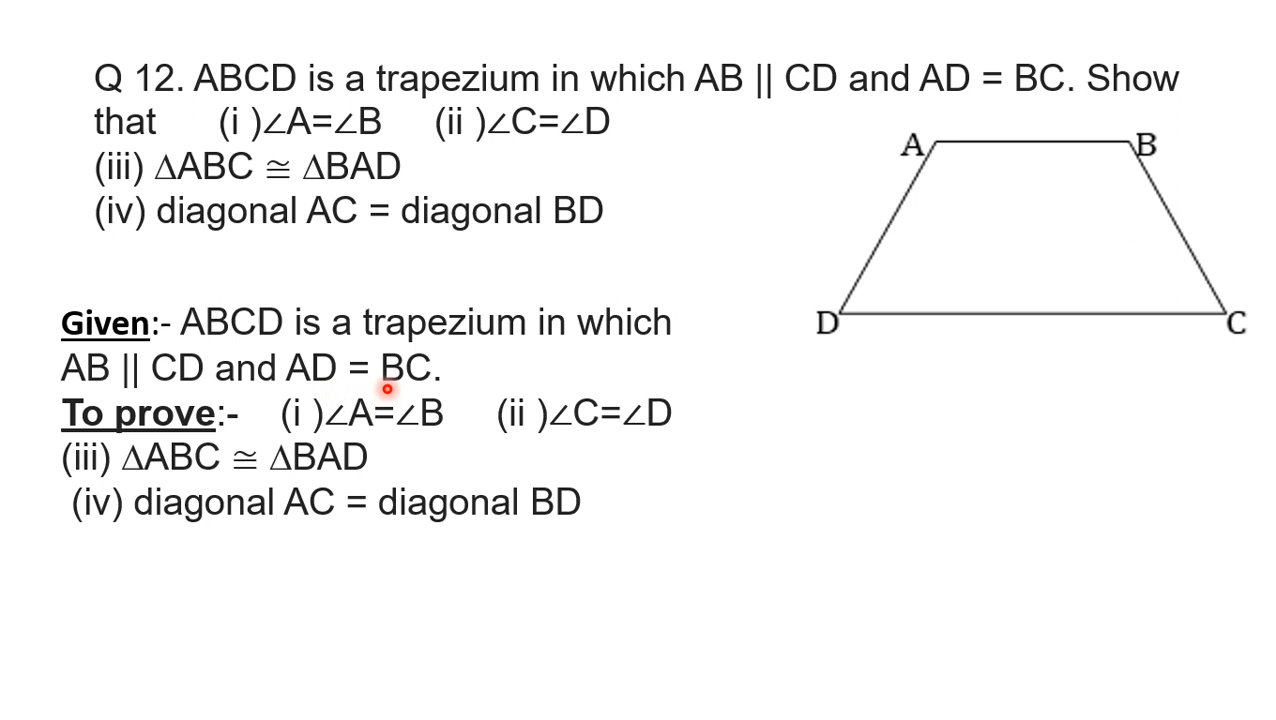 Q 12. ABCD is a trapezium in which AB || CD and AD = BC. Show
that (i )∠A=∠B (ii )∠C=∠D
(iii) ∆ABC ≅ ∆BAD
(iv) diagonal AC = diagonal BD
A
B
D
C
Given:- ABCD is a trapezium in which
AB || CD and AD = BC.
To prove:- (i )∠A=∠B (ii )∠C=∠D
(iii) ∆ABC ≅ ∆BAD
(iv) diagonal AC = diagonal BD